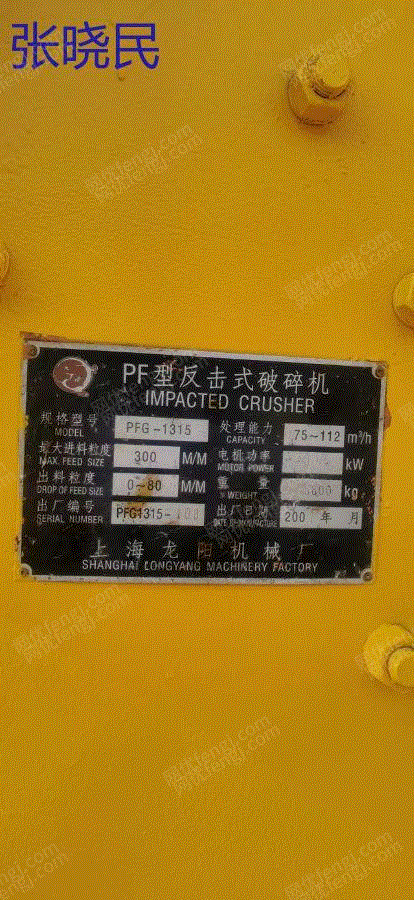 张晓民
PF型反击式破碎机
IMPACTED CRUSHER
规格型号 MODEL PFG-1315 处理能力 CAPACITY 75~112 m³/h
最大进料粒度 MAX. FEED SIZE 300 M/M 电机功率 MOTOR POWER kW
出料粒度 DROP OF FEED SIZE 0~80 M/M 重量 WEIGHT kg
出厂编号 SERIAL NUMBER PFG1315- 出厂日期 DATE OF MANUFACTURE 200 年 月
上海龙阳机械厂
SHANGHAI LONGYANG MACHINERY FACTORY